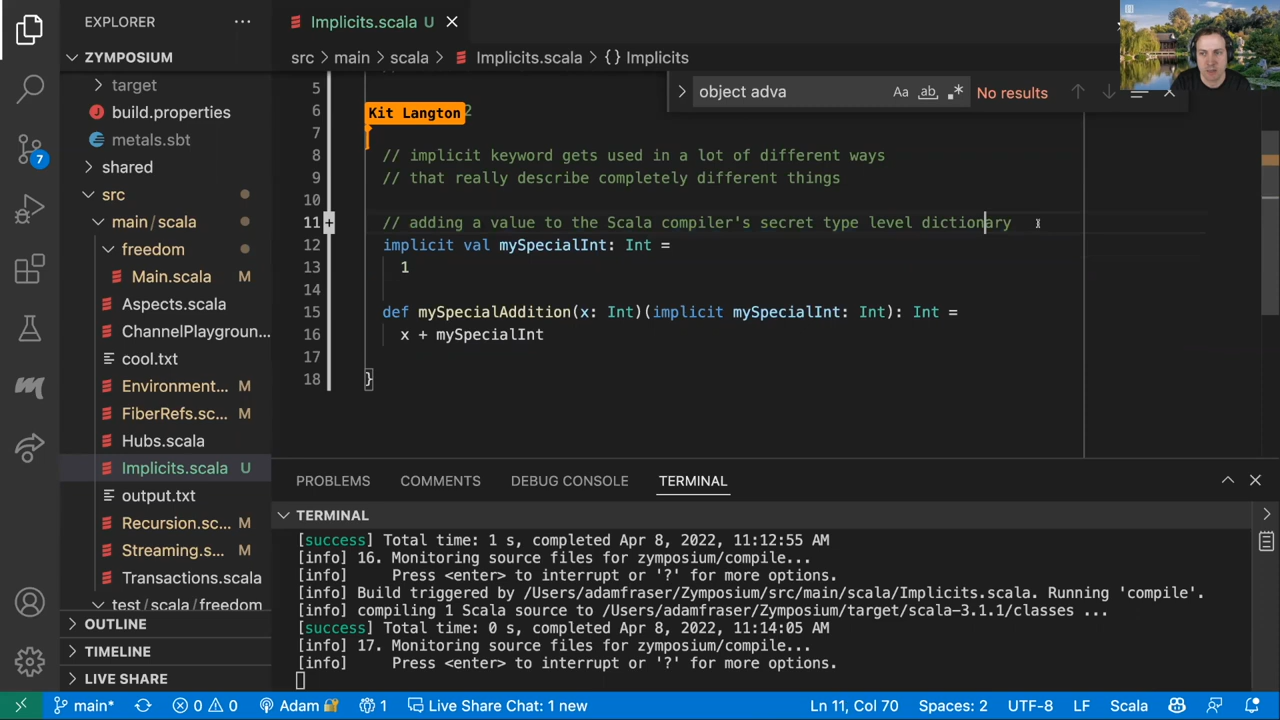 EXPLORER
Implicits.scala U
ZYMPOSIUM
src main scala Implicits.scala {} Implicits
target
build.properties
metals.sbt
shared
src
main/scala
freedom
Main.scala M
Aspects.scala
ChannelPlaygroun...
cool.txt
Environment... M
FiberRefs.sc... M
Hubs.scala
Implicits.scala U
output.txt
Recursion.sc... M
Streaming.s... M
Transactions.scala
test/scala/freedom
OUTLINE
TIMELINE
LIVE SHARE
7
object adva Aa ab .* No results
5
6 Kit Langton 2
7
8 // implicit keyword gets used in a lot of different ways
9 // that really describe completely different things
10
11 // adding a value to the Scala compiler's secret type level dictionary
12 implicit val mySpecialInt: Int =
13 1
14
15 def mySpecialAddition(x: Int)(implicit mySpecialInt: Int): Int =
16 x + mySpecialInt
17
18 }
PROBLEMS COMMENTS DEBUG CONSOLE TERMINAL
TERMINAL
[success] Total time: 1 s, completed Apr 8, 2022, 11:12:55 AM
[info] 16. Monitoring source files for zymposium/compile...
[info] Press <enter> to interrupt or '?' for more options.
[info] Build triggered by /Users/adamfraser/Zymposium/src/main/scala/Implicits.scala. Running 'compile'.
[info] compiling 1 Scala source to /Users/adamfraser/Zymposium/target/scala-3.1.1/classes ...
[success] Total time: 0 s, completed Apr 8, 2022, 11:14:05 AM
[info] 17. Monitoring source files for zymposium/compile...
[info] Press <enter> to interrupt or '?' for more options.
main* 0 0 Adam 1 Live Share Chat: 1 new Ln 11, Col 70 Spaces: 2 UTF-8 LF Scala